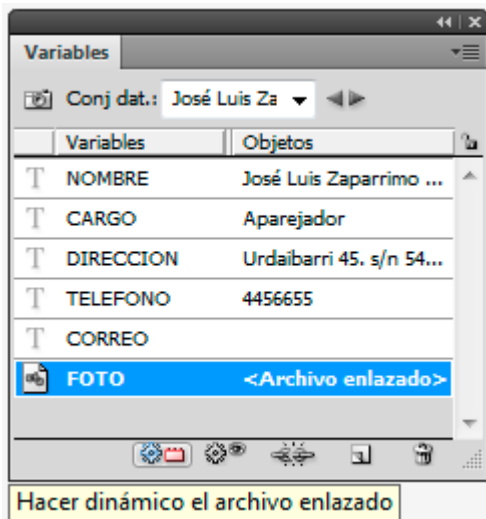 Variables
Conj dat.: José Luis Za
Variables Objetos
T NOMBRE José Luis Zaparrimo ...
T CARGO Aparejador
T DIRECCION Urdaibarri 45. s/n 54...
T TELEFONO 4456655
T CORREO
FOTO <Archivo enlazado>
Hacer dinámico el archivo enlazado